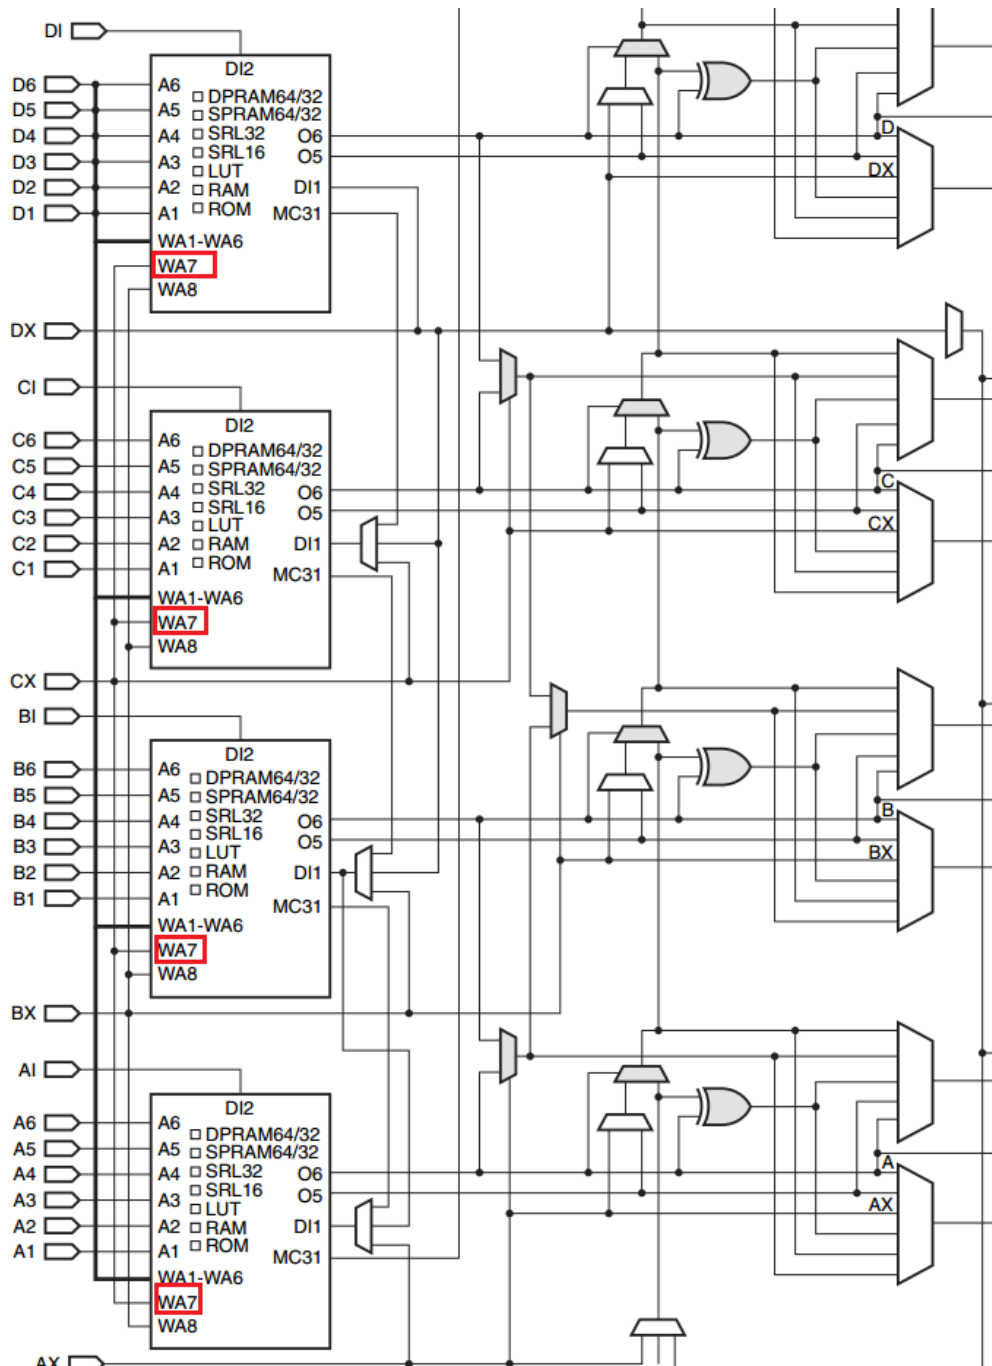 DI
DI2
D6 A6
DPRAM64/32
D5 A5
SPRAM64/32
D4 A4
SRL32
O6
D
D3 A3
SRL16
O5
LUT
DX
D2 A2
RAM
DI1
D1 A1
ROM
MC31
WA1-WA6
WA7
WA8
DX
CI
DI2
C6 A6
DPRAM64/32
C5 A5
SPRAM64/32
C4 A4
SRL32
O6
C
C3 A3
SRL16
O5
LUT
CX
C2 A2
RAM
DI1
C1 A1
ROM
MC31
WA1-WA6
WA7
WA8
CX
BI
DI2
B6 A6
DPRAM64/32
B5 A5
SPRAM64/32
B4 A4
SRL32
O6
B
B3 A3
SRL16
O5
LUT
BX
B2 A2
RAM
DI1
B1 A1
ROM
MC31
WA1-WA6
WA7
WA8
BX
AI
DI2
A6 A6
DPRAM64/32
A5 A5
SPRAM64/32
A4 A4
SRL32
O6
A
A3 A3
SRL16
O5
LUT
AX
A2 A2
RAM
DI1
A1 A1
ROM
MC31
WA1-WA6
WA7
WA8
AX